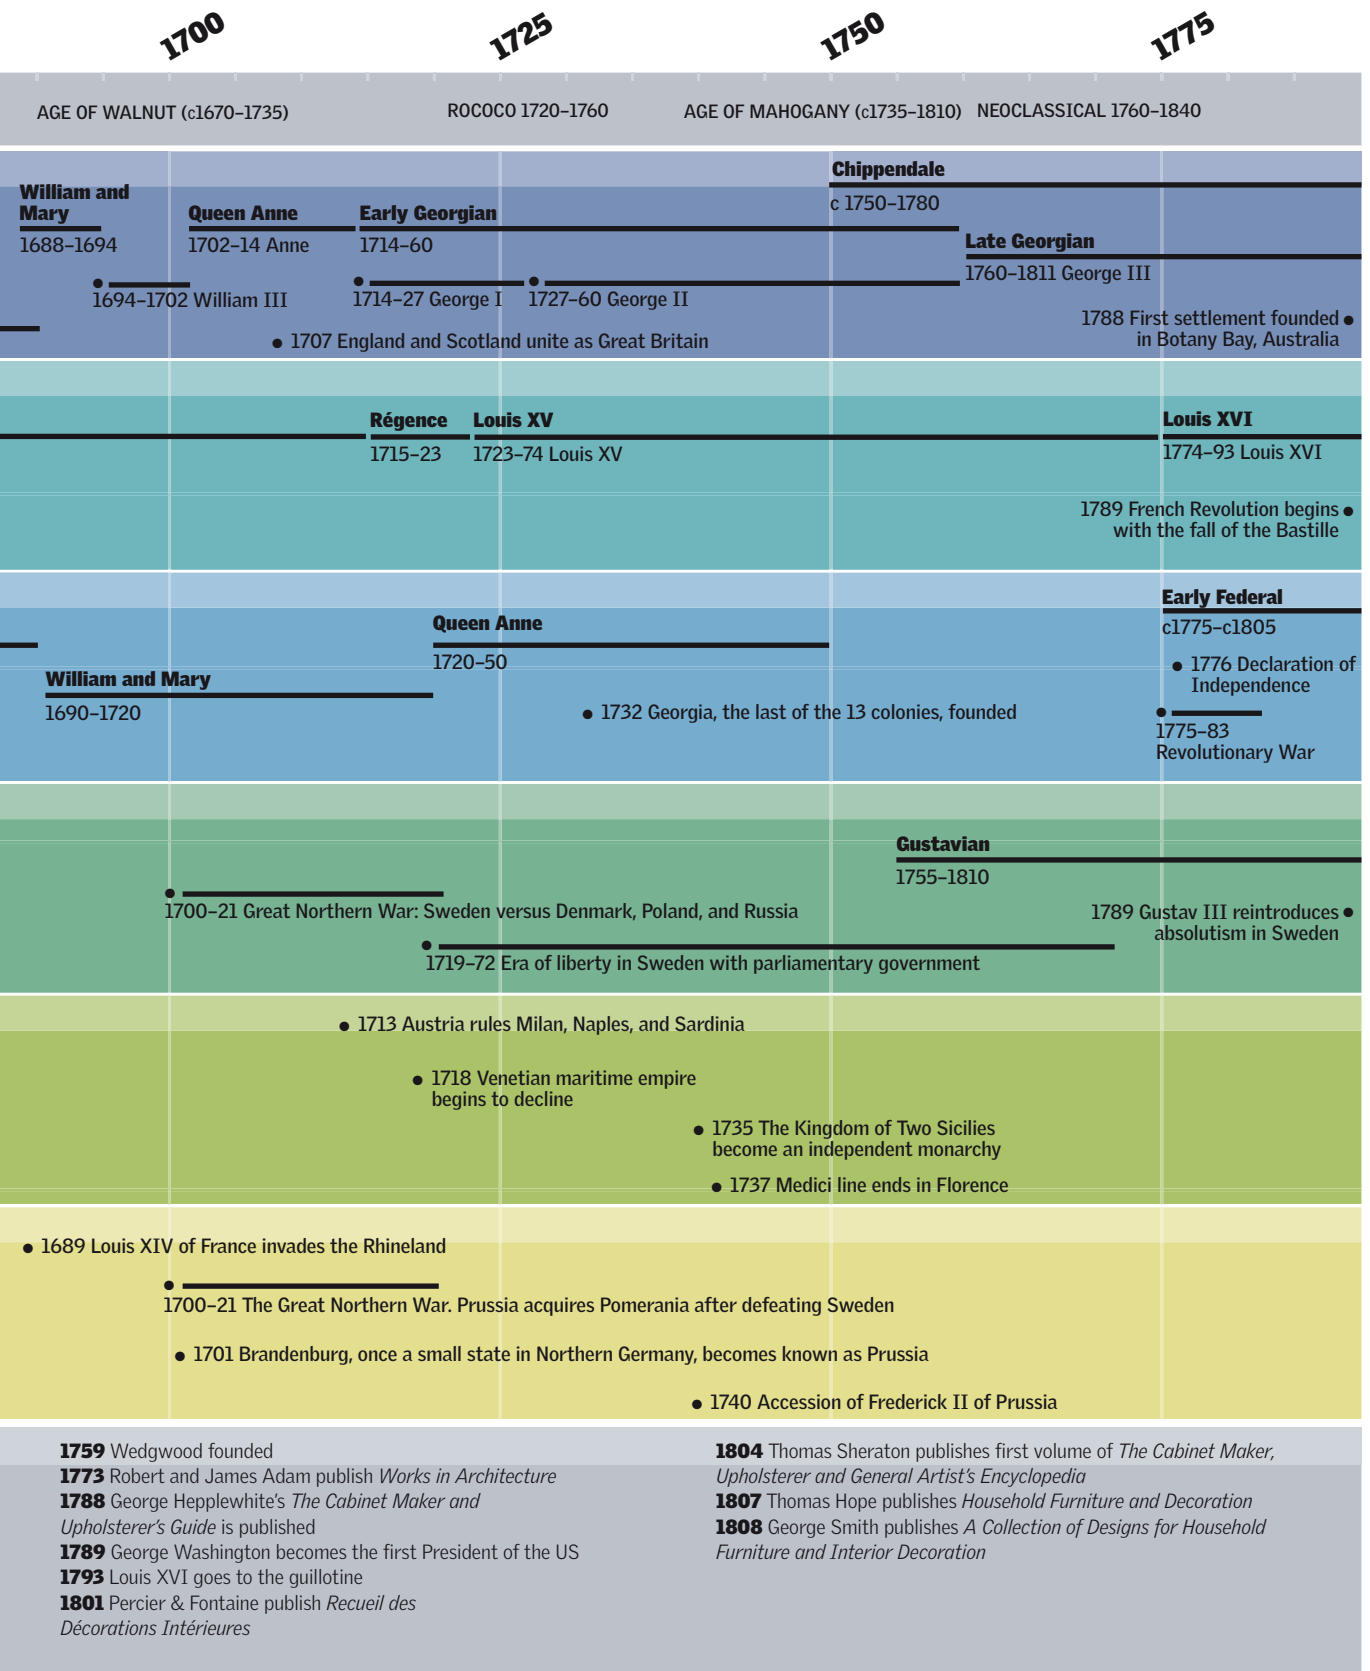 1700
1725
1750
1775
AGE OF WALNUT (c1670–1735)
ROCOCO 1720–1760
AGE OF MAHOGANY (c1735–1810)
NEOCLASSICAL 1760–1840
Chippendale
c 1750–1780
William and
Mary
1688–1694
Queen Anne
1702–14 Anne
Early Georgian
1714–60
Late Georgian
1760–1811 George III
1694–1702 William III
1714–27 George I
1727–60 George II
1707 England and Scotland unite as Great Britain
1788 First settlement founded
in Botany Bay, Australia
Régence
1715–23
Louis XV
1723–74 Louis XV
Louis XVI
1774–93 Louis XVI
1789 French Revolution begins
with the fall of the Bastille
Early Federal
c1775–c1805
Queen Anne
1720–50
1776 Declaration of
Independence
William and Mary
1690–1720
1732 Georgia, the last of the 13 colonies, founded
1775–83
Revolutionary War
Gustavian
1755–1810
1700–21 Great Northern War: Sweden versus Denmark, Poland, and Russia
1789 Gustav III reintroduces
absolutism in Sweden
1719–72 Era of liberty in Sweden with parliamentary government
1713 Austria rules Milan, Naples, and Sardinia
1718 Venetian maritime empire
begins to decline
1735 The Kingdom of Two Sicilies
become an independent monarchy
1737 Medici line ends in Florence
1689 Louis XIV of France invades the Rhineland
1700–21 The Great Northern War. Prussia acquires Pomerania after defeating Sweden
1701 Brandenburg, once a small state in Northern Germany, becomes known as Prussia
1740 Accession of Frederick II of Prussia
1759 Wedgwood founded
1773 Robert and James Adam publish Works in Architecture
1788 George Hepplewhite's The Cabinet Maker and
Upholsterer's Guide is published
1789 George Washington becomes the first President of the US
1793 Louis XVI goes to the guillotine
1801 Percier & Fontaine publish Recueil des
Décorations Intérieures
1804 Thomas Sheraton publishes first volume of The Cabinet Maker,
Upholsterer and General Artist's Encyclopedia
1807 Thomas Hope publishes Household Furniture and Decoration
1808 George Smith publishes A Collection of Designs for Household
Furniture and Interior Decoration